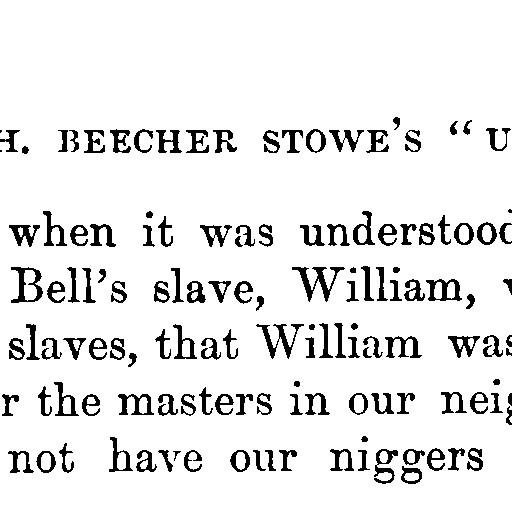 H. BEECHER STOWE'S "U
when it was understood
Bell's slave, William,
slaves, that William was
r the masters in our neig
not have our niggers